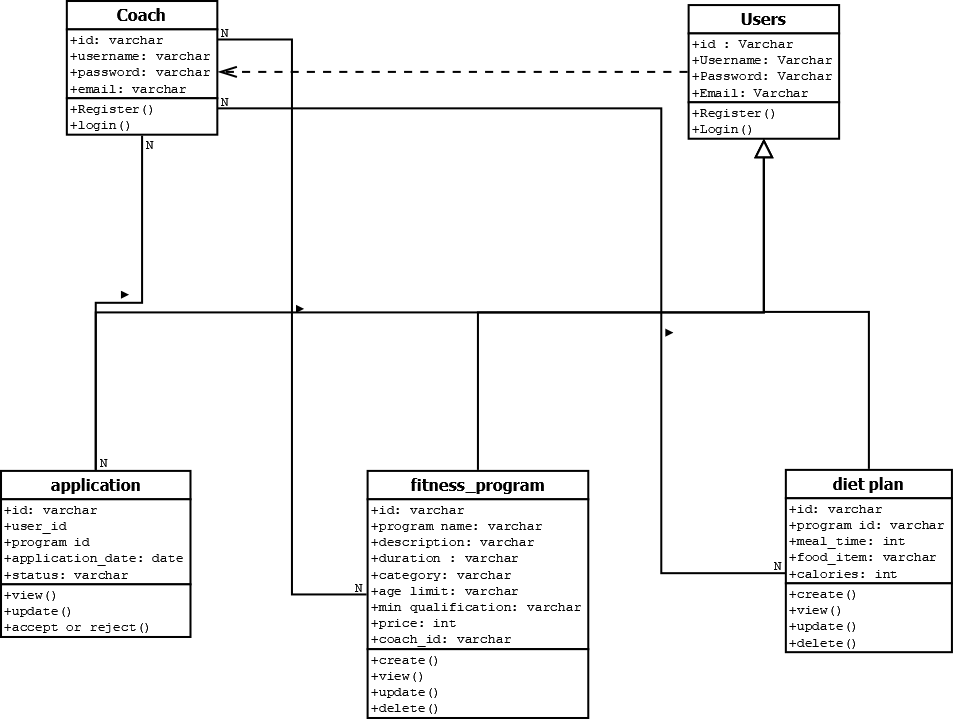 Coach
+id: varchar
+username: varchar
+password: varchar
+email: varchar
+Register()
+login()
N
N
N
Users
+id : Varchar
+Username: Varchar
+Password: Varchar
+Email: Varchar
+Register()
+Login()
N
application
+id: varchar
+user_id
+program id
+application_date: date
+status: varchar
+view()
+update()
+accept or reject()
N
fitness_program
+id: varchar
+program name: varchar
+description: varchar
+duration : varchar
+category: varchar
+age limit: varchar
+min qualification: varchar
+price: int
+coach_id: varchar
+create()
+view()
+update()
+delete()
N
diet plan
+id: varchar
+program id: varchar
+meal_time: int
+food_item: varchar
+calories: int
+create()
+view()
+update()
+delete()